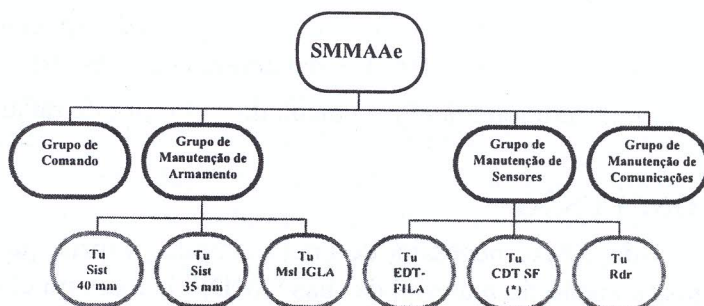 SMMAAe
Grupo de
Comando
Grupo de
Manutenção de
Armamento
Grupo de
Manutenção de
Sensores
Grupo de
Manutenção de
Comunicações
Tu
Sist
40 mm
Tu
Sist
35 mm
Tu
Msl IGLA
Tu
EDT-
FILA
Tu
CDT SF
(*)
Tu
Rdr